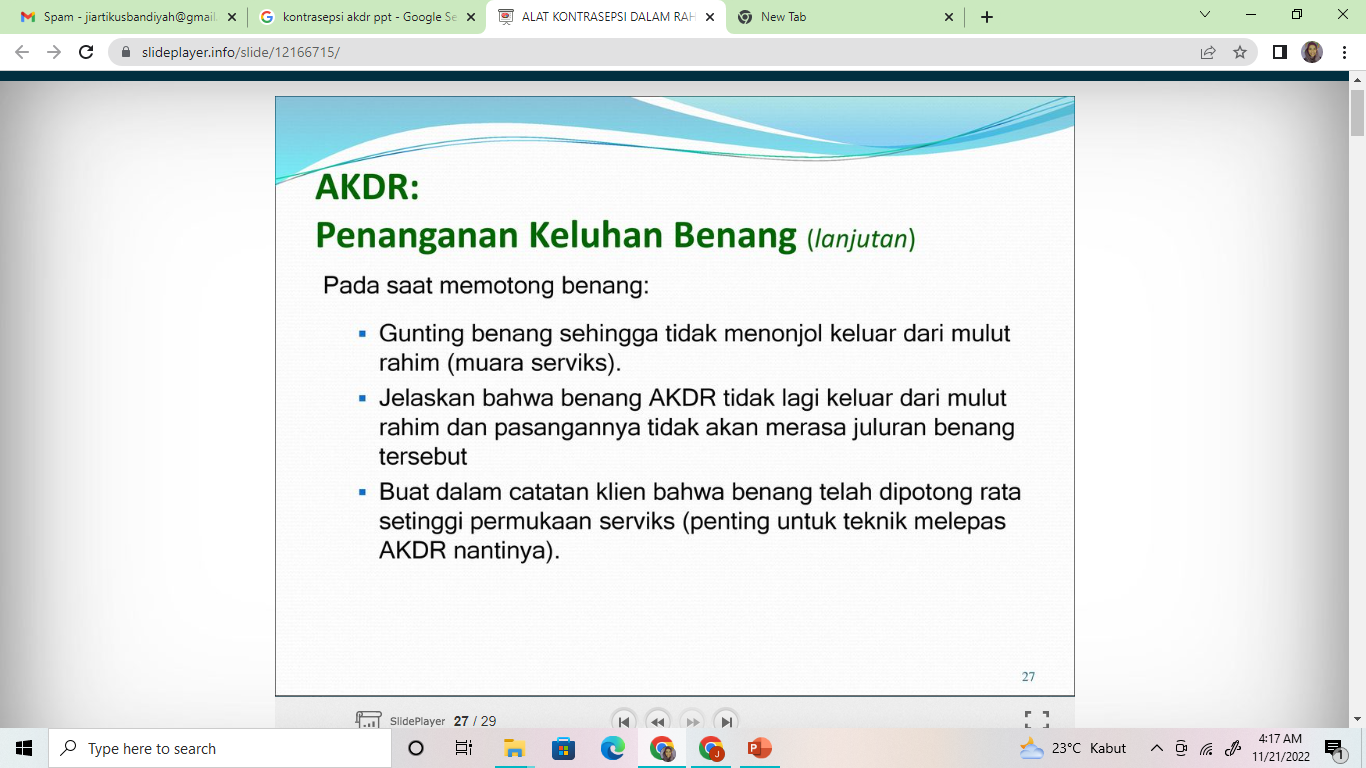 Spam - jiartikusbandiyah@gmail.
kontrasepsi akdr ppt - Google Se
ALAT KONTRASEPSI DALAM RAH
New Tab
slideplayer.info/slide/12166715/
AKDR:
Penanganan Keluhan Benang (lanjutan)
Pada saat memotong benang:
Gunting benang sehingga tidak menonjol keluar dari mulut
rahim (muara serviks).
Jelaskan bahwa benang AKDR tidak lagi keluar dari mulut
rahim dan pasangannya tidak akan merasa juluran benang
tersebut
Buat dalam catatan klien bahwa benang telah dipotong rata
setinggi permukaan serviks (penting untuk teknik melepas
AKDR nantinya).
27
SlidePlayer 27 / 29
Type here to search
J
P
23°C Kabut
4:17 AM
11/21/2022
1